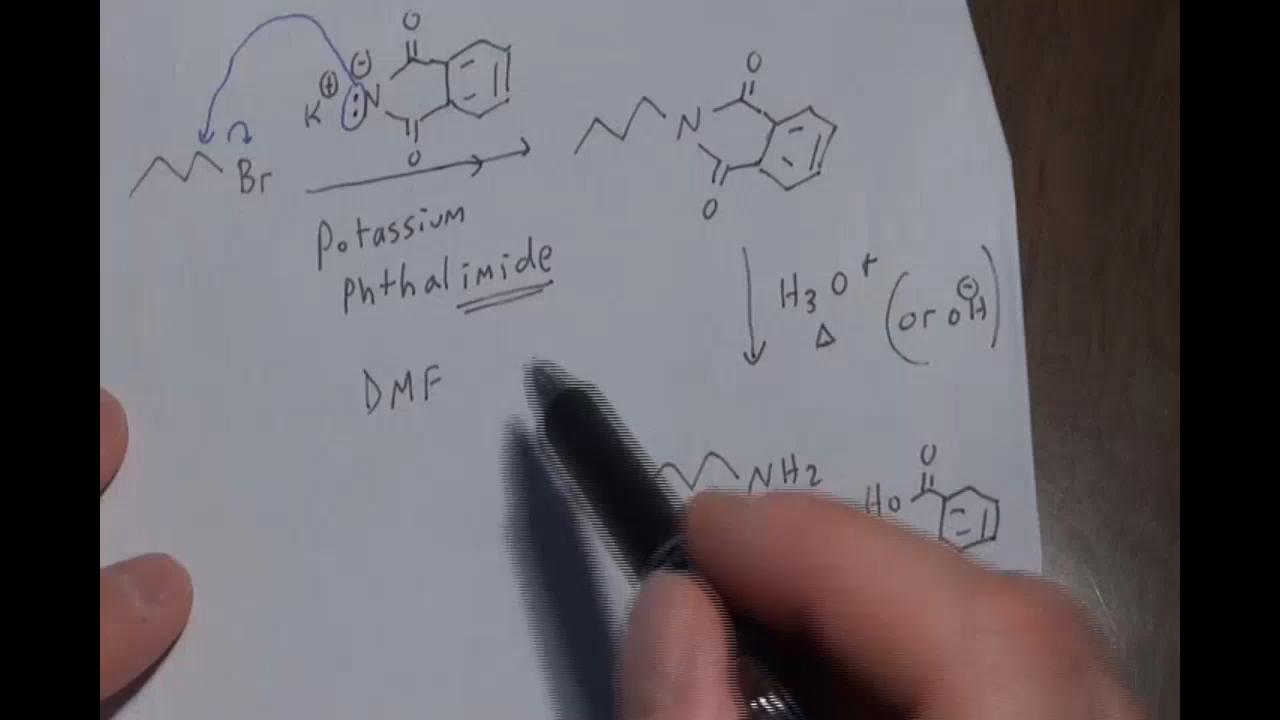 O
⊖
K ⊕ : N
O
Br
Potassium
phthalimide
DMF
O
N
O
H3O+ (or ⊖OH)
Δ
NH2
O
HO